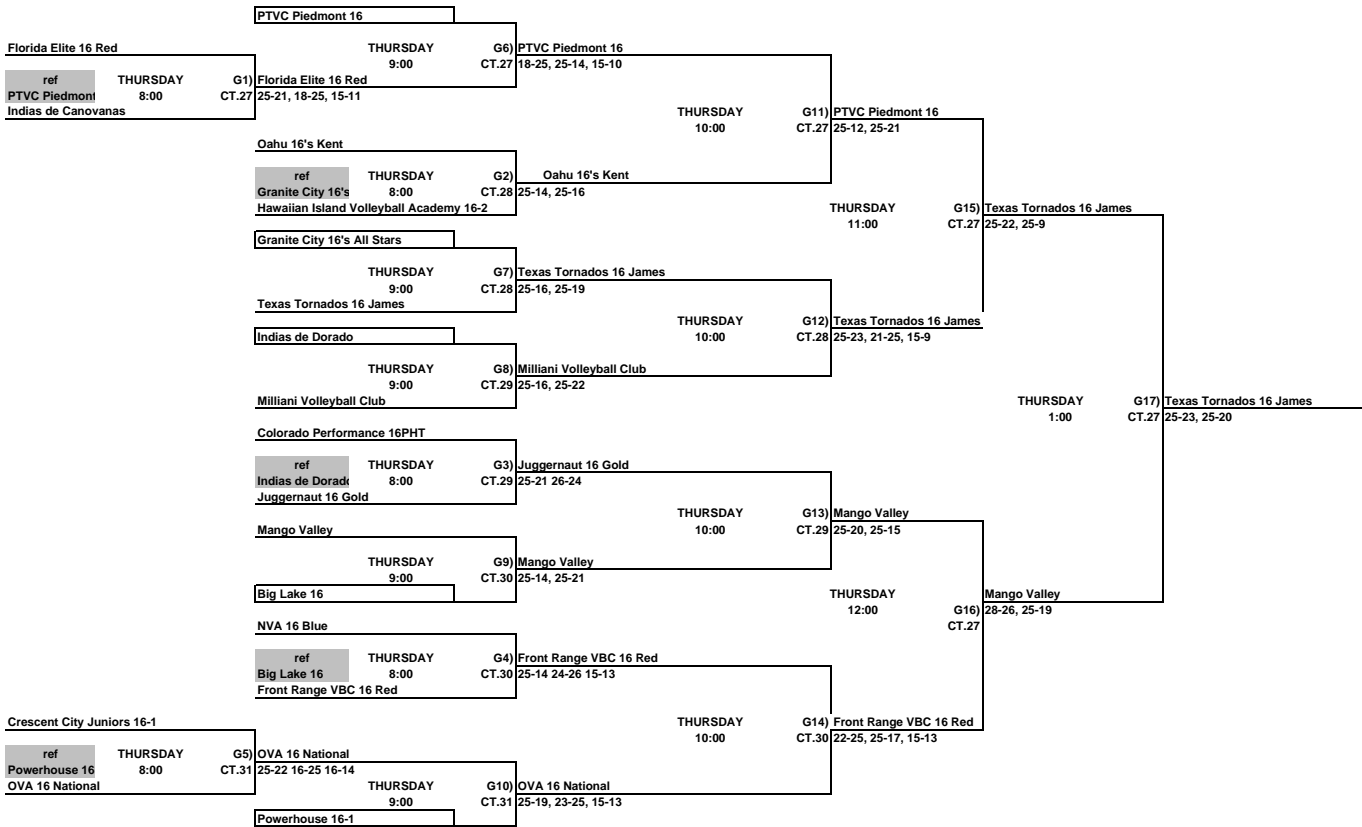 PTVC Piedmont 16
Florida Elite 16 Red THURSDAY G6) PTVC Piedmont 16
9:00 CT.27 18-25, 25-14, 15-10
ref THURSDAY G1) Florida Elite 16 Red
PTVC Piedmont 8:00 CT.27 25-21, 18-25, 15-11
Indias de Canovanas THURSDAY G11) PTVC Piedmont 16
10:00 CT.27 25-12, 25-21
Oahu 16's Kent
ref THURSDAY G2) Oahu 16's Kent
Granite City 16's 8:00 CT.28 25-14, 25-16
Hawaiian Island Volleyball Academy 16-2 THURSDAY G15) Texas Tornados 16 James
11:00 CT.27 25-22, 25-9
Granite City 16's All Stars
THURSDAY G7) Texas Tornados 16 James
9:00 CT.28 25-16, 25-19
Texas Tornados 16 James
THURSDAY G12) Texas Tornados 16 James
Indias de Dorado 10:00 CT.28 25-23, 21-25, 15-9
THURSDAY G8) Milliani Volleyball Club
9:00 CT.29 25-16, 25-22
Milliani Volleyball Club THURSDAY G17) Texas Tornados 16 James
1:00 CT.27 25-23, 25-20
Colorado Performance 16PHT
ref THURSDAY G3) Juggernaut 16 Gold
Indias de Dorado 8:00 CT.29 25-21 26-24
Juggernaut 16 Gold
THURSDAY G13) Mango Valley
Mango Valley 10:00 CT.29 25-20, 25-15
THURSDAY G9) Mango Valley
9:00 CT.30 25-14, 25-21
Big Lake 16 THURSDAY Mango Valley
12:00 G16) 28-26, 25-19
NVA 16 Blue CT.27
ref THURSDAY G4) Front Range VBC 16 Red
Big Lake 16 8:00 CT.30 25-14 24-26 15-13
Front Range VBC 16 Red
Crescent City Juniors 16-1 THURSDAY G14) Front Range VBC 16 Red
10:00 CT.30 22-25, 25-17, 15-13
ref THURSDAY G5) OVA 16 National
Powerhouse 16 8:00 CT.31 25-22 16-25 16-14
OVA 16 National THURSDAY G10) OVA 16 National
9:00 CT.31 25-19, 23-25, 15-13
Powerhouse 16-1